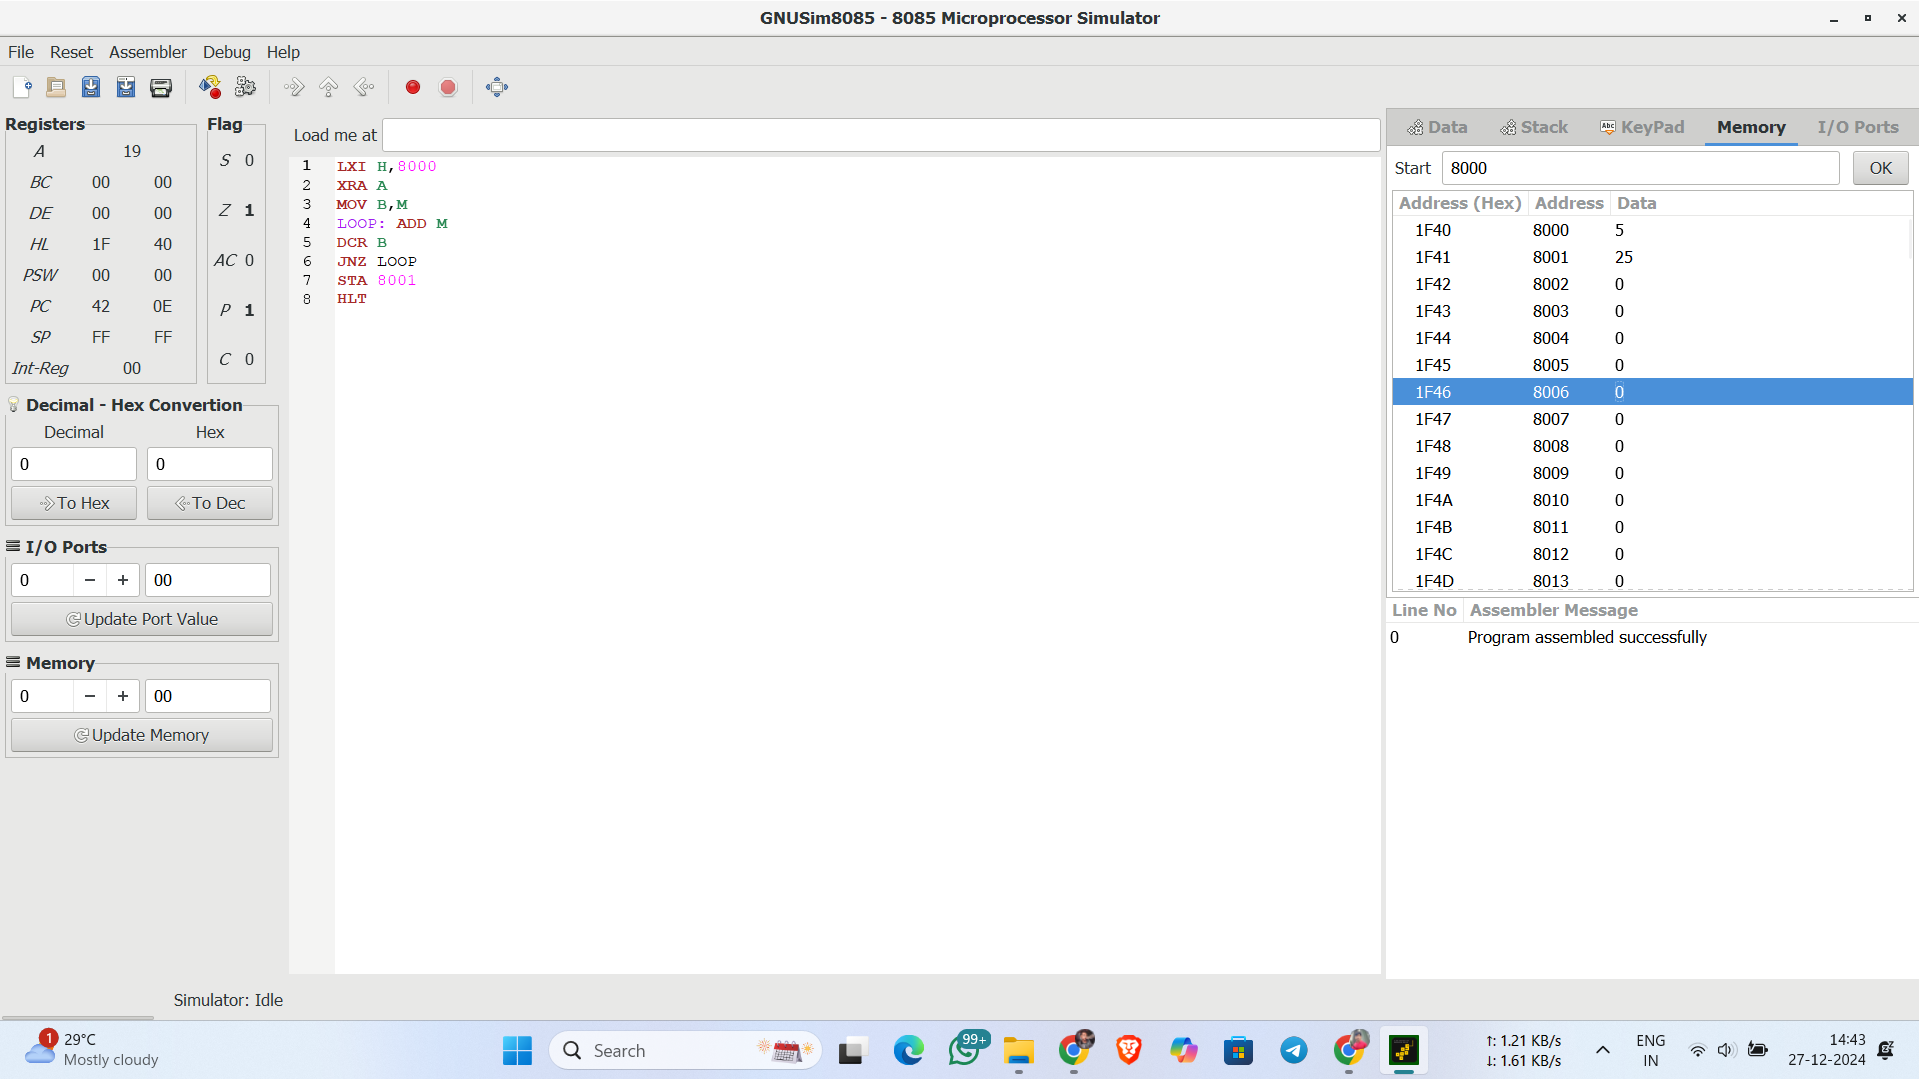 GNUSim8085 - 8085 Microprocessor Simulator
File Reset Assembler Debug Help
Registers
A 19
BC 00 00
DE 00 00
HL 1F 40
PSW 00 00
PC 42 0E
SP FF FF
Int-Reg 00
Flag
S 0
Z 1
AC 0
P 1
C 0
Decimal - Hex Convertion
Decimal Hex
0 0
To Hex To Dec
I/O Ports
0 − + 00
Update Port Value
Memory
0 − + 00
Update Memory
Load me at
1 LXI H,8000
2 XRA A
3 MOV B,M
4 LOOP: ADD M
5 DCR B
6 JNZ LOOP
7 STA 8001
8 HLT
Data Stack Abc KeyPad Memory I/O Ports
Start 8000 OK
Address (Hex) Address Data
1F40 8000 5
1F41 8001 25
1F42 8002 0
1F43 8003 0
1F44 8004 0
1F45 8005 0
1F46 8006 0
1F47 8007 0
1F48 8008 0
1F49 8009 0
1F4A 8010 0
1F4B 8011 0
1F4C 8012 0
1F4D 8013 0
Line No Assembler Message
0 Program assembled successfully
Simulator: Idle
1
29°C
Mostly cloudy
Search
99+
↑: 1.21 KB/s
↓: 1.61 KB/s
ENG
IN
14:43
27-12-2024